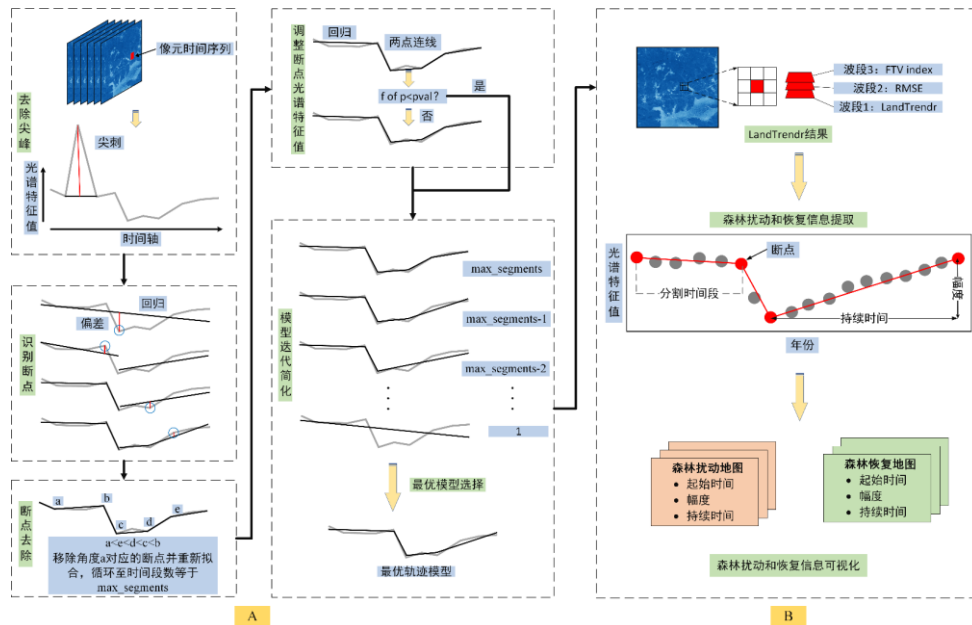 像元时间序列
去除尖峰
尖刺
光谱特征值
时间轴
识别断点
回归
偏差
断点去除
a
b
c
d
e
a<e<d<c<b
移除角度a对应的断点并重新拟
合，循环至时间段数等于
max_segments
调整断点光谱特征值
回归
两点连线
f of p<pval?
是
否
模型迭代简化
max_segments
max_segments-1
max_segments-2
1
最优模型选择
最优轨迹模型
A
波段3：FTV index
波段2：RMSE
波段1：LandTrendr
LandTrendr结果
森林扰动和恢复信息提取
光谱特征值
断点
分割时间段
持续时间
幅度
年份
森林扰动地图
• 起始时间
• 幅度
• 持续时间
森林恢复地图
• 起始时间
• 幅度
• 持续时间
森林扰动和恢复信息可视化
B